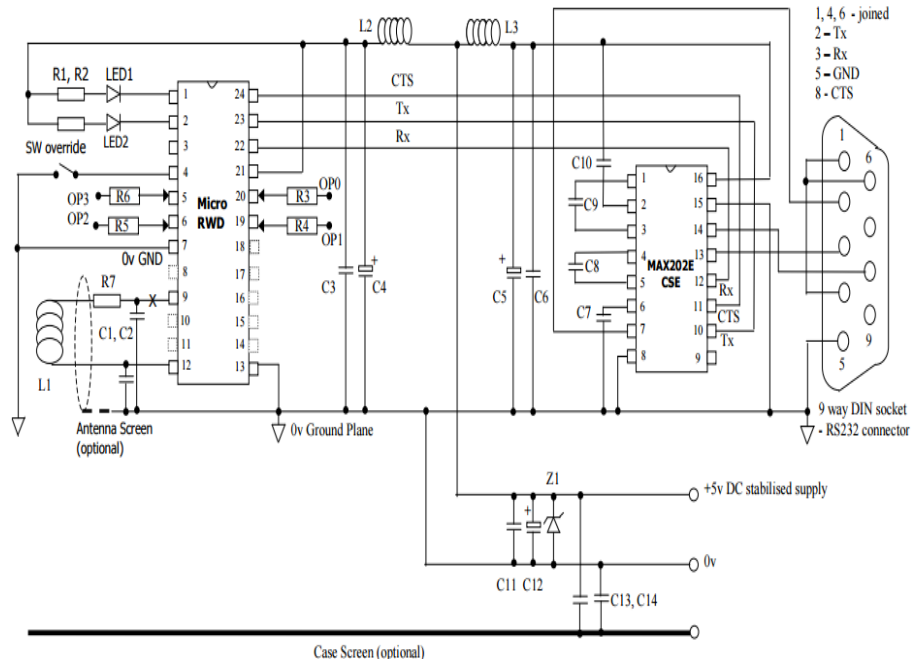 L2
L3
1, 4, 6 - joined
2 – Tx
3 – Rx
5 – GND
8 - CTS
R1, R2
LED1
LED2
SW override
OP3
R6
OP2
R5
0v GND
Micro
RWD
1
2
3
4
5
6
7
8
9
10
11
12
24
23
22
21
20
19
18
17
16
15
14
13
CTS
Tx
Rx
R3
OP0
R4
OP1
R7
X
C1, C2
L1
Antenna Screen
(optional)
0v Ground Plane
C3
+
C4
+
C5
C6
C10
C9
C8
C7
MAX202E
CSE
1
2
3
4
5
6
7
8
16
15
14
13
12
11
10
9
Rx
CTS
Tx
1
6
5
9
9 way DIN socket
- RS232 connector
Z1
+
C11
C12
+5v DC stabilised supply
0v
C13, C14
Case Screen (optional)